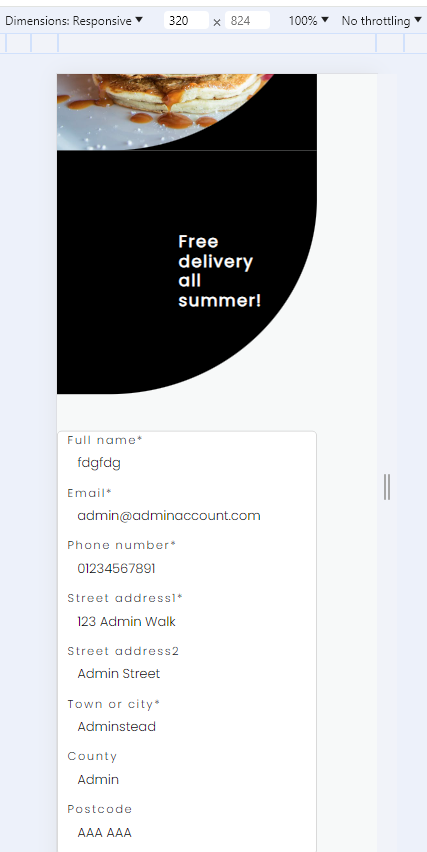 Dimensions: Responsive 320 × 824 100% No throttling
Free
delivery
all
summer!
Full name*
fdgfdg
Email*
admin@adminaccount.com
Phone number*
01234567891
Street address1*
123 Admin Walk
Street address2
Admin Street
Town or city*
Adminstead
County
Admin
Postcode
AAA AAA